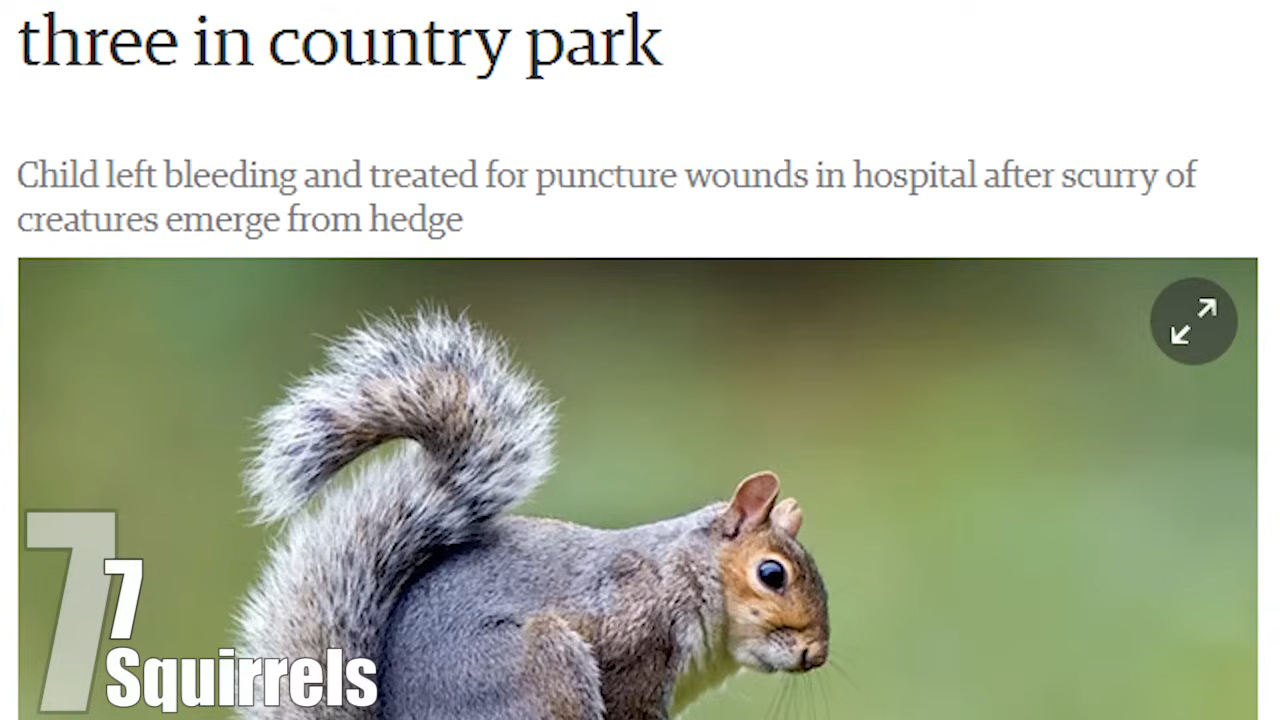 three in country park
Child left bleeding and treated for puncture wounds in hospital after scurry of
creatures emerge from hedge
7
7
Squirrels